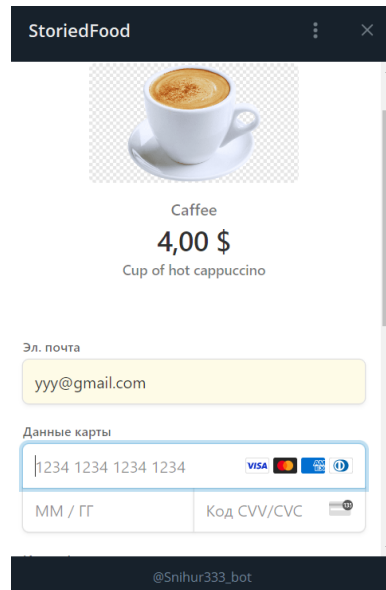 StoriedFood
Caffee
4,00 $
Cup of hot cappuccino
Эл. почта
yyy@gmail.com
Данные карты
1234 1234 1234 1234 VISA
ММ / ГГ Код CVV/CVC
@Snihur333_bot